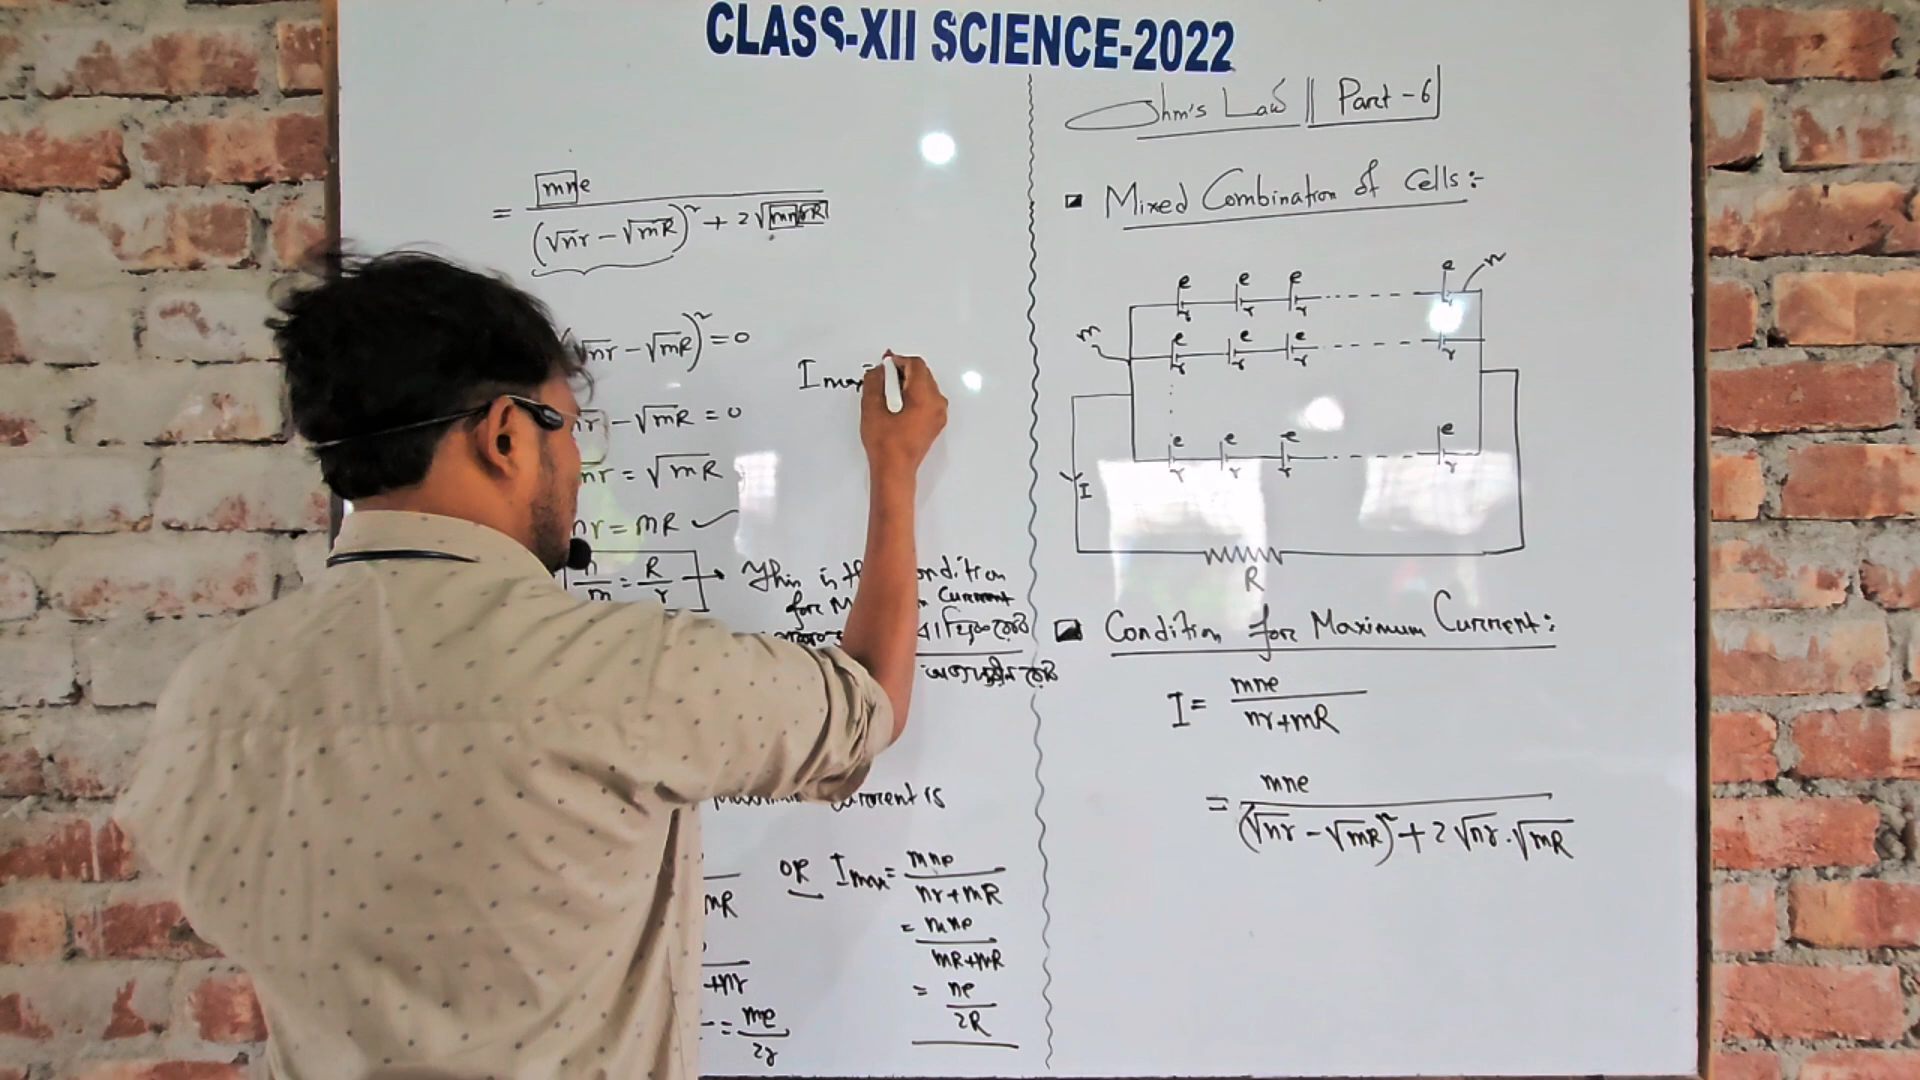 CLASS-XII SCIENCE-2022
= mne / (√nr - √mR)² + 2√mnrR
√nr - √mR)² = 0
- √mR = 0
nr = √mR
nr = mR ✓
n/m = R/r → This is the condition
for Current
Current is
mR
+nr
= me/2r
OR Imax = mne / nr+mR
= mne / mR+mR
= ne / 2R
Imax =
Ohm's Law || Part-6
Mixed Combination of Cells:-
e e e e n
r r r r
m e e e
r r r r
e e e e
r r r r
I
R
Condition for Maximum Current:
I = mne / nr+mR
= mne / (√nr - √mR)² + 2√nr.√mR